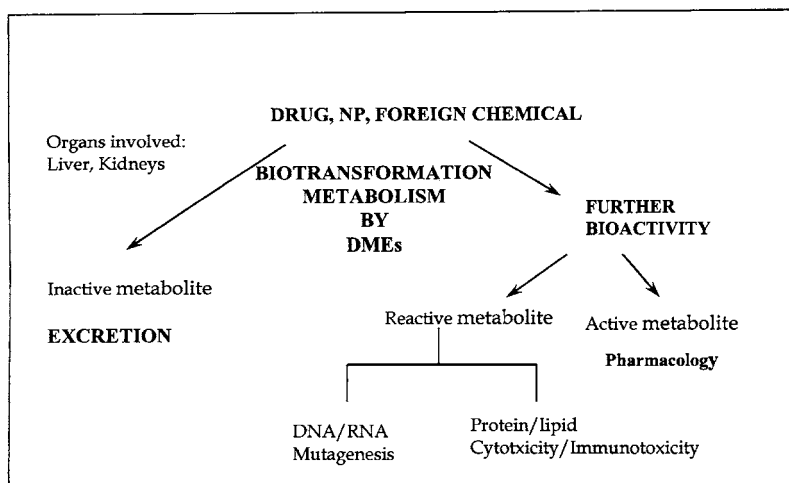 DRUG, NP, FOREIGN CHEMICAL
Organs involved:
Liver, Kidneys
BIOTRANSFORMATION
METABOLISM
BY
DMEs
FURTHER
BIOACTIVITY
Inactive metabolite
EXCRETION
Reactive metabolite
Active metabolite
Pharmacology
DNA/RNA
Mutagenesis
Protein/lipid
Cytotxicity/Immunotoxicity